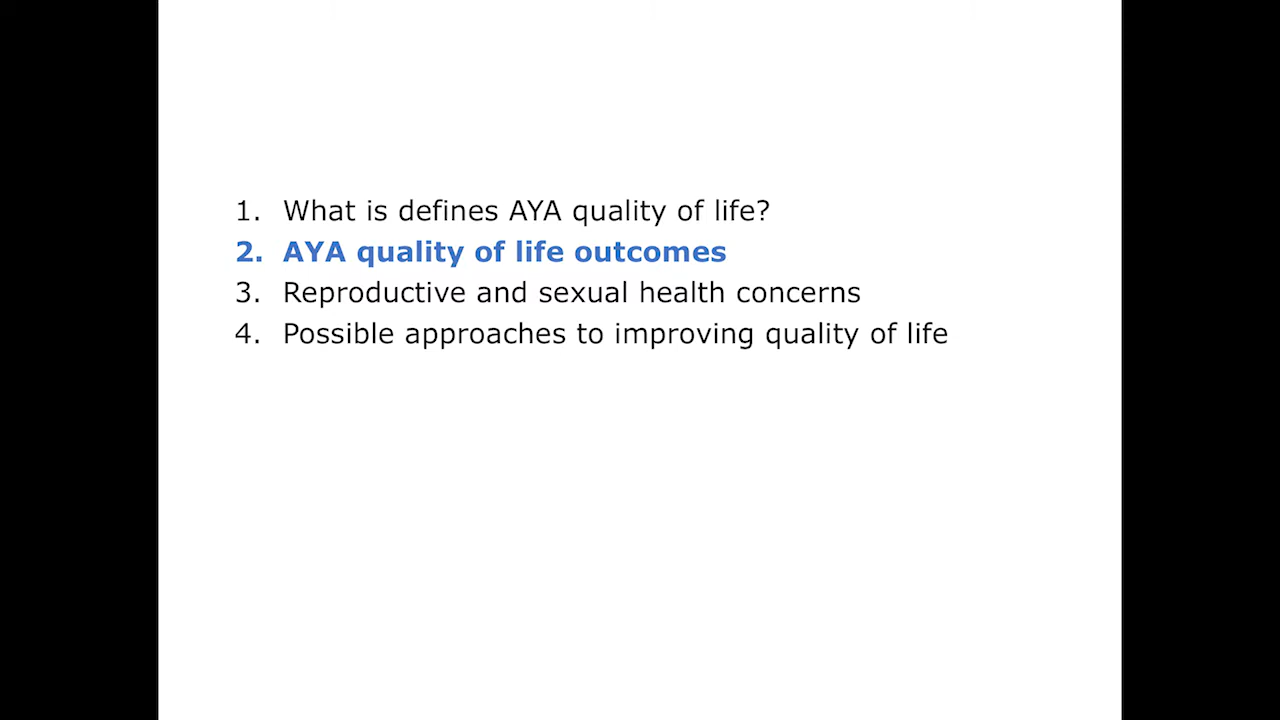 1. What is defines AYA quality of life?
2. AYA quality of life outcomes
3. Reproductive and sexual health concerns
4. Possible approaches to improving quality of life